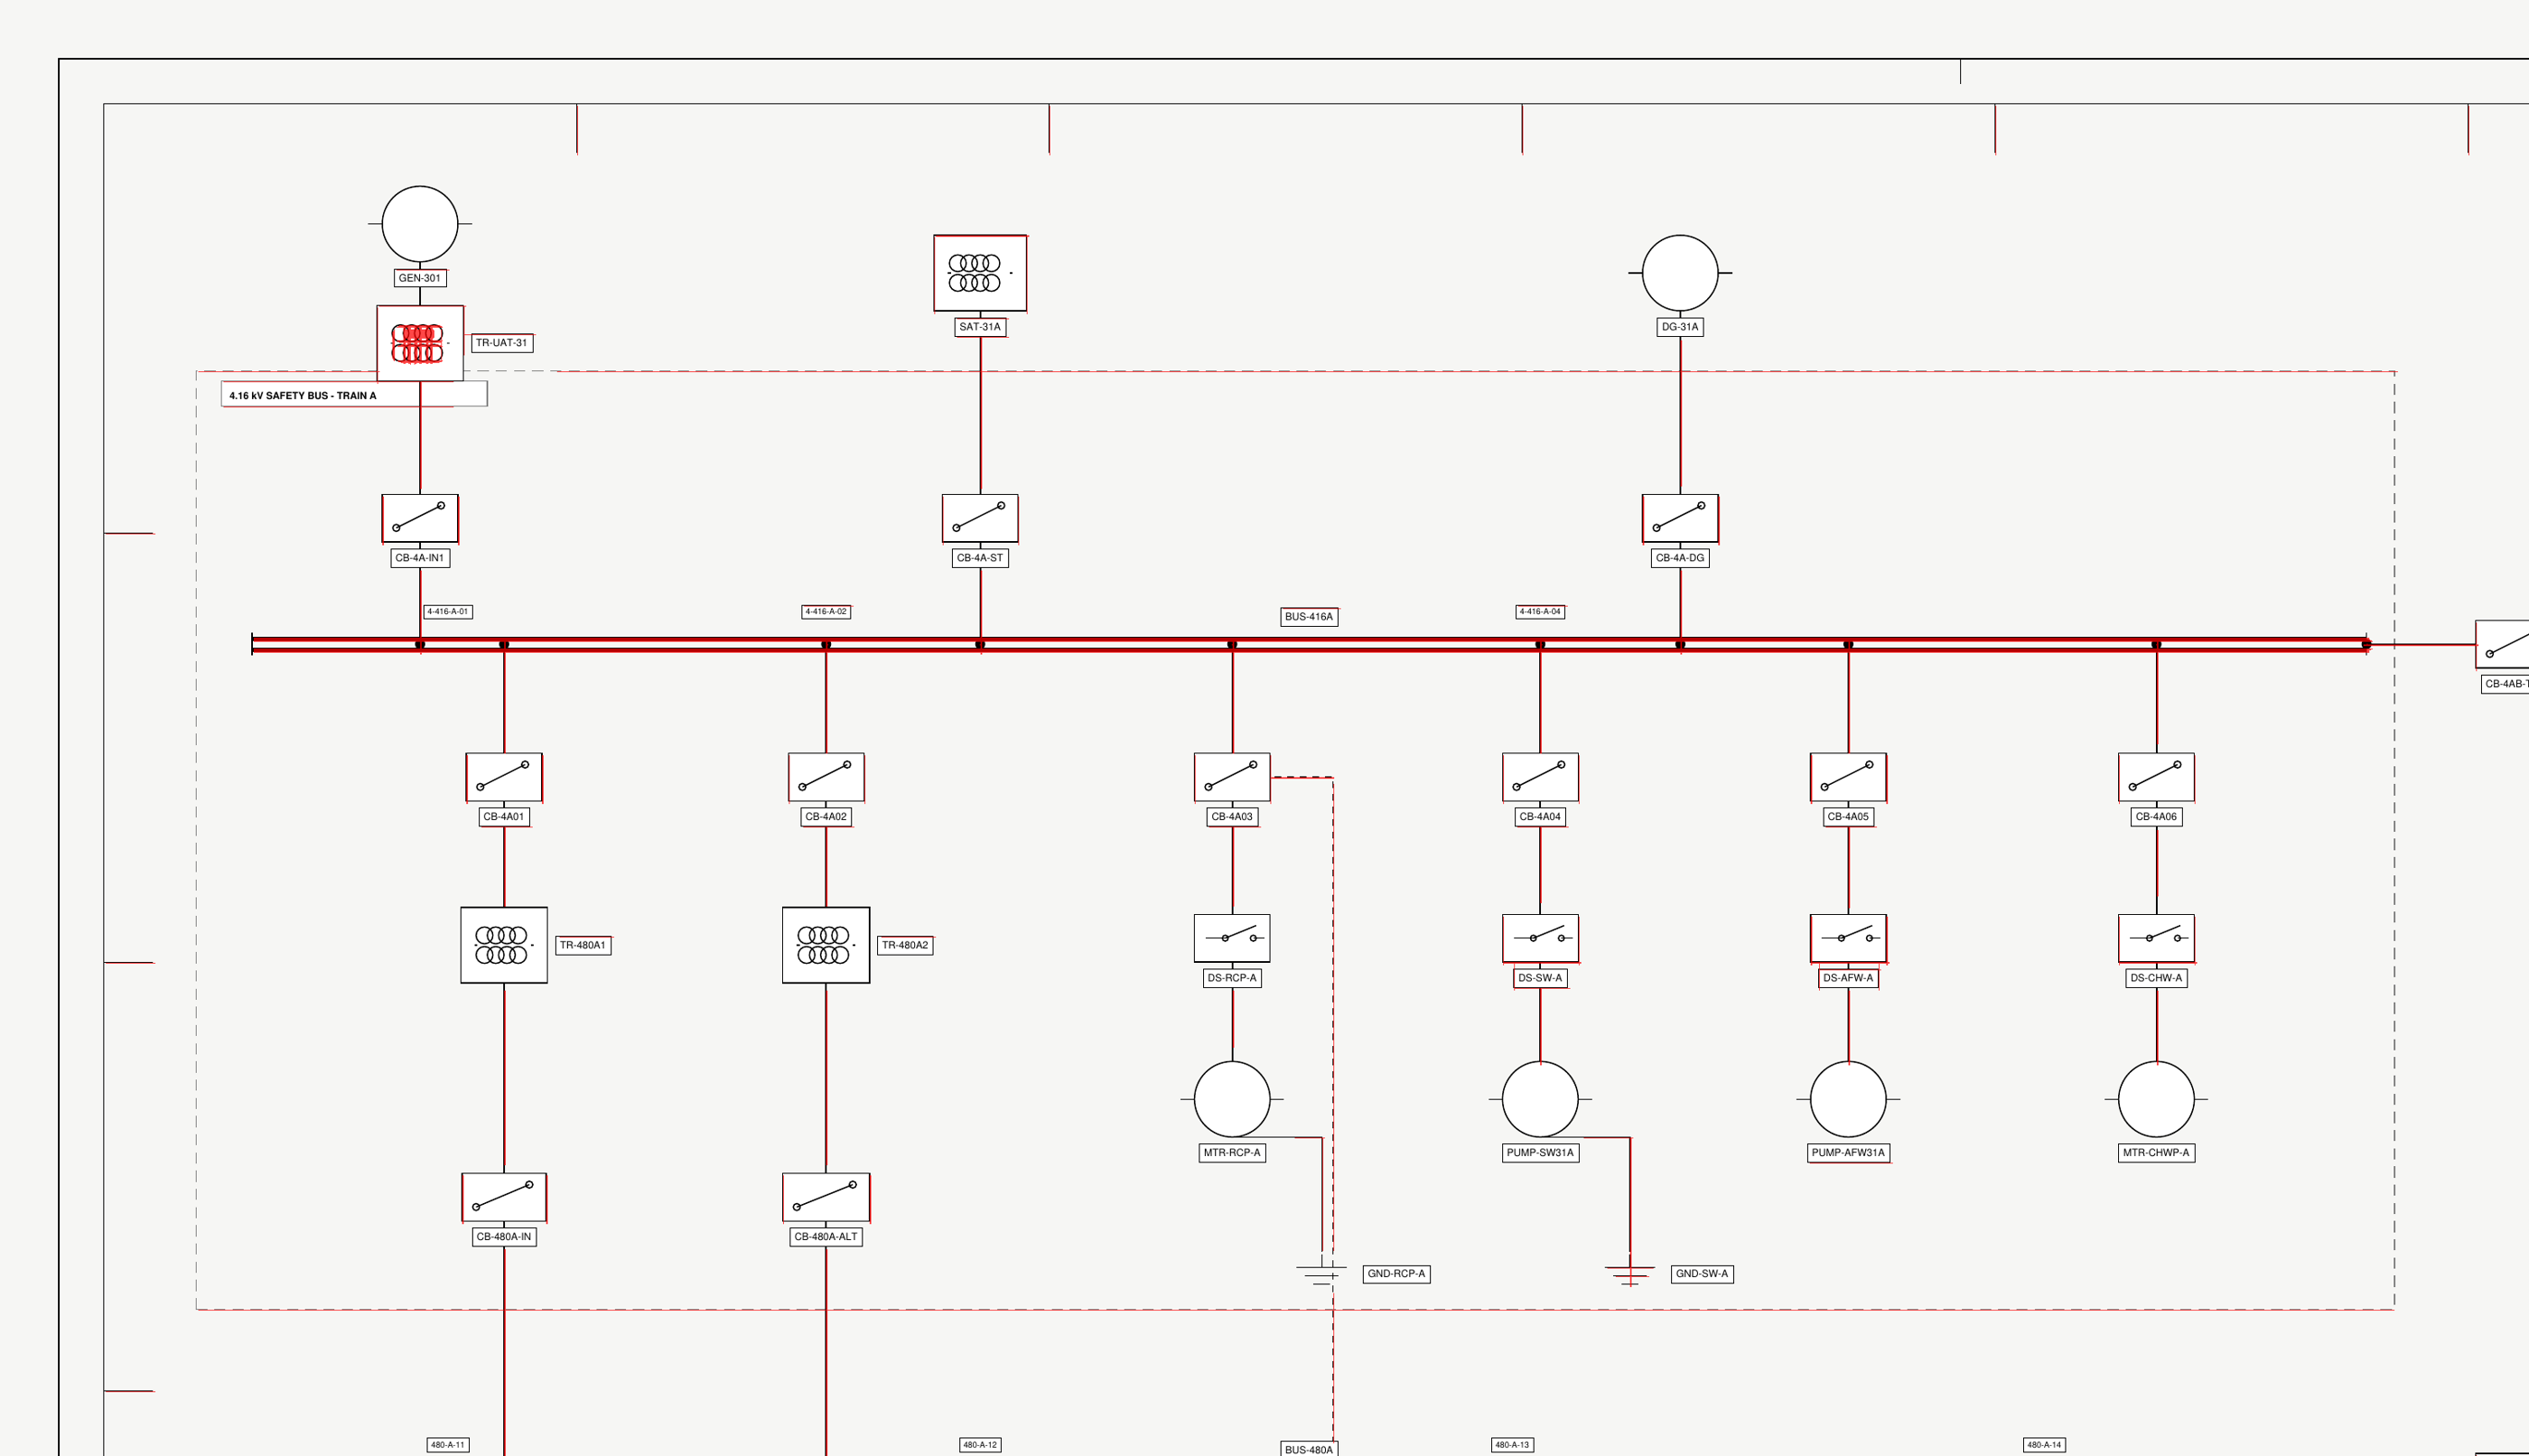 GEN-301
SAT-31A
DG-31A
TR-UAT-31
4.16 kV SAFETY BUS - TRAIN A
CB-4A-IN1
CB-4A-ST
CB-4A-DG
4-416-A-01
4-416-A-02
BUS-416A
4-416-A-04
CB-4AB-T
CB-4A01
CB-4A02
CB-4A03
CB-4A04
CB-4A05
CB-4A06
TR-480A1
TR-480A2
DS-RCP-A
DS-SW-A
DS-AFW-A
DS-CHW-A
MTR-RCP-A
PUMP-SW31A
PUMP-AFW31A
MTR-CHWP-A
CB-480A-IN
CB-480A-ALT
GND-RCP-A
GND-SW-A
480-A-11
480-A-12
BUS-480A
480-A-13
480-A-14